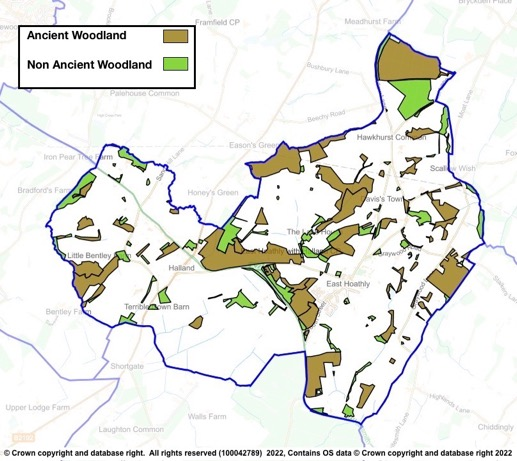 Bryckden Place
Framfield CP
Meadhurst Farm
Ancient Woodland
Non Ancient Woodland
Bushbury Lane
Palehouse Common
Beechy Road
Hawkhurst Common
Eason's Green
Iron Pear Tree Farm
Scallow
Bradford's Farm
Honey's Green
Davis's Town
Little Bentley
Halland
East Hoathly
Bentley Farm
Terrible Down Barn
Shortgate
Highlands Lane
Upper Lodge Farm
Walls Farm
Laughton Common
Chiddingly
© Crown copyright and database right. All rights reserved (100042789) 2022, Contains OS data © Crown copyright and database right 2022